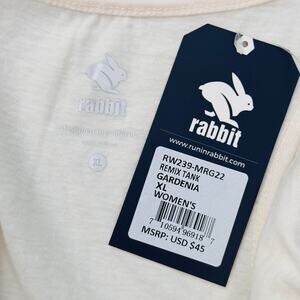 rabbit
XL
rabbit
www.runinrabbit.com
RW239-MRG22
REMIX TANK
GARDENIA
XL
WOMEN'S
7 10594 96918 7
MSRP: USD $45